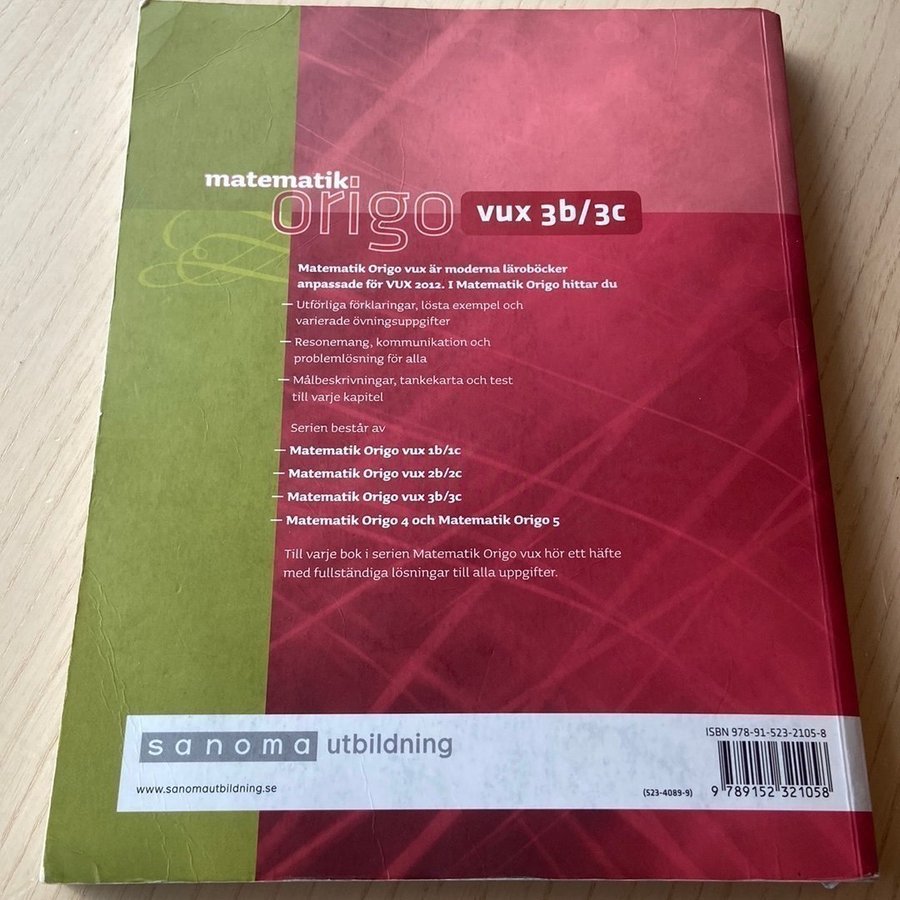 matematik
origo vux 3b/3c
Matematik Origo vux är moderna läroböcker
anpassade för VUX 2012. I Matematik Origo hittar du
— Utförliga förklaringar, lösta exempel och
varierade övningsuppgifter
— Resonemang, kommunikation och
problemlösning för alla
— Målbeskrivningar, tankekarta och test
till varje kapitel
Serien består av
— Matematik Origo vux 1b/1c
— Matematik Origo vux 2b/2c
— Matematik Origo vux 3b/3c
— Matematik Origo 4 och Matematik Origo 5
Till varje bok i serien Matematik Origo vux hör ett häfte
med fullständiga lösningar till alla uppgifter.
sanoma utbildning
www.sanomautbildning.se
ISBN 978-91-523-2105-8
(523-4089-9)
9 789152 321058